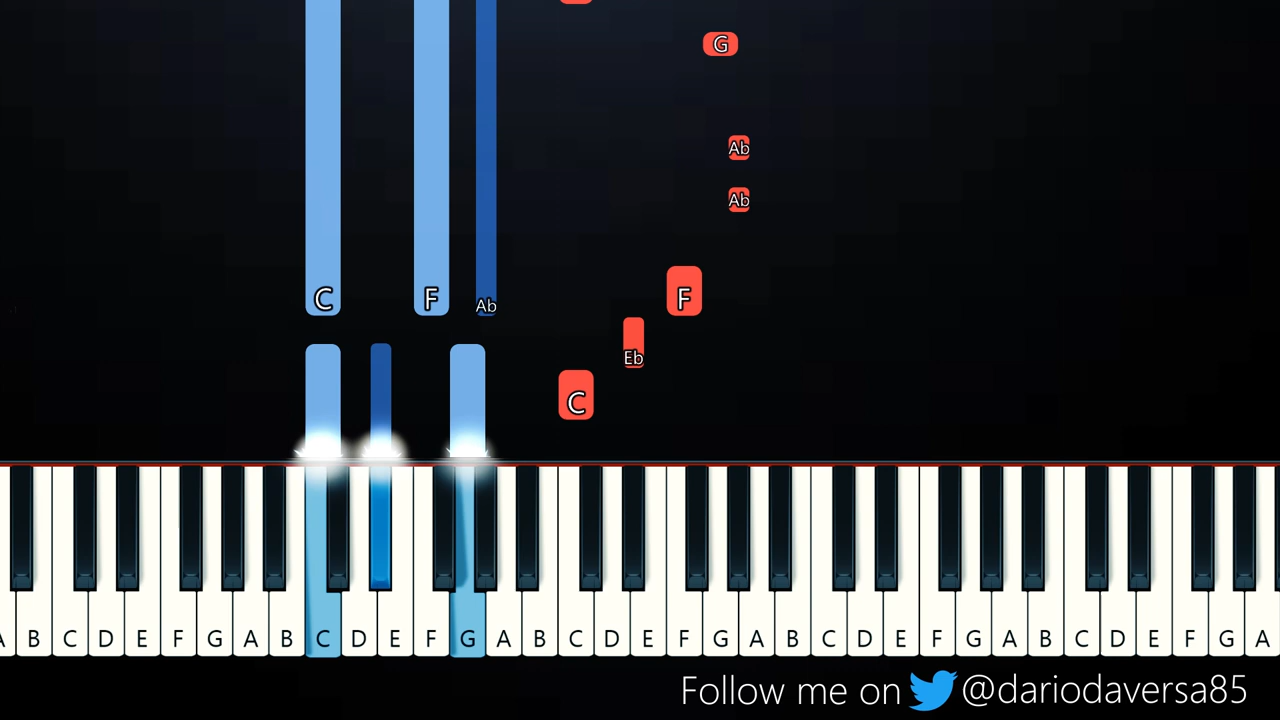 G
Ab
Ab
C F Ab F
Eb
C
A B C D E F G A B C D E F G A B C D E F G A B C D E F G A B C D E F G A
Follow me on @dariodaversa85